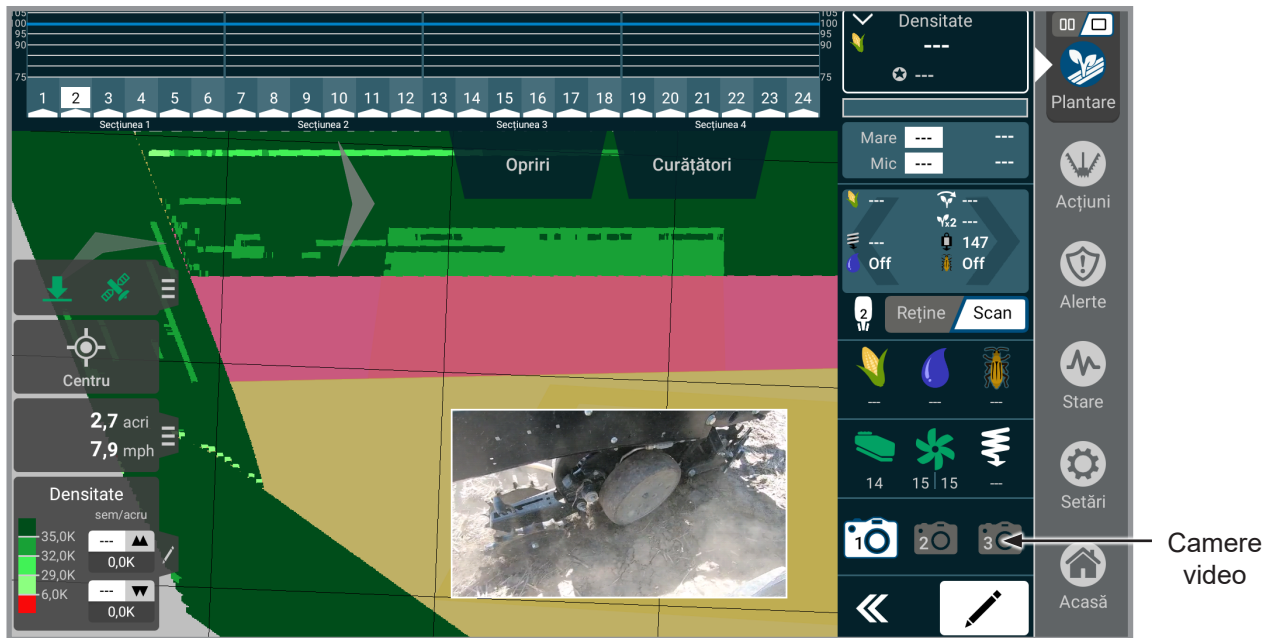 105
100
95
90
75
105
100
95
90
75
1 2 3 4 5 6 7 8 9 10 11 12 13 14 15 16 17 18 19 20 21 22 23 24
Secțiunea 1 Secțiunea 2 Secțiunea 3 Secțiunea 4
Opriri Curățători
Centru
2,7 acri
7,9 mph
Densitate
sem/acru
35,0K
32,0K
29,0K
6,0K
---
0,0K
---
0,0K
Densitate
---
---
Mare --- ---
Mic --- ---
--- ---
x2 ---
--- 147
Off Off
2 Reține Scan
--- --- ---
14 15 15 ---
1 2 3
Plantare
Acțiuni
Alerte
Stare
Setări
Acasă
Camere
video